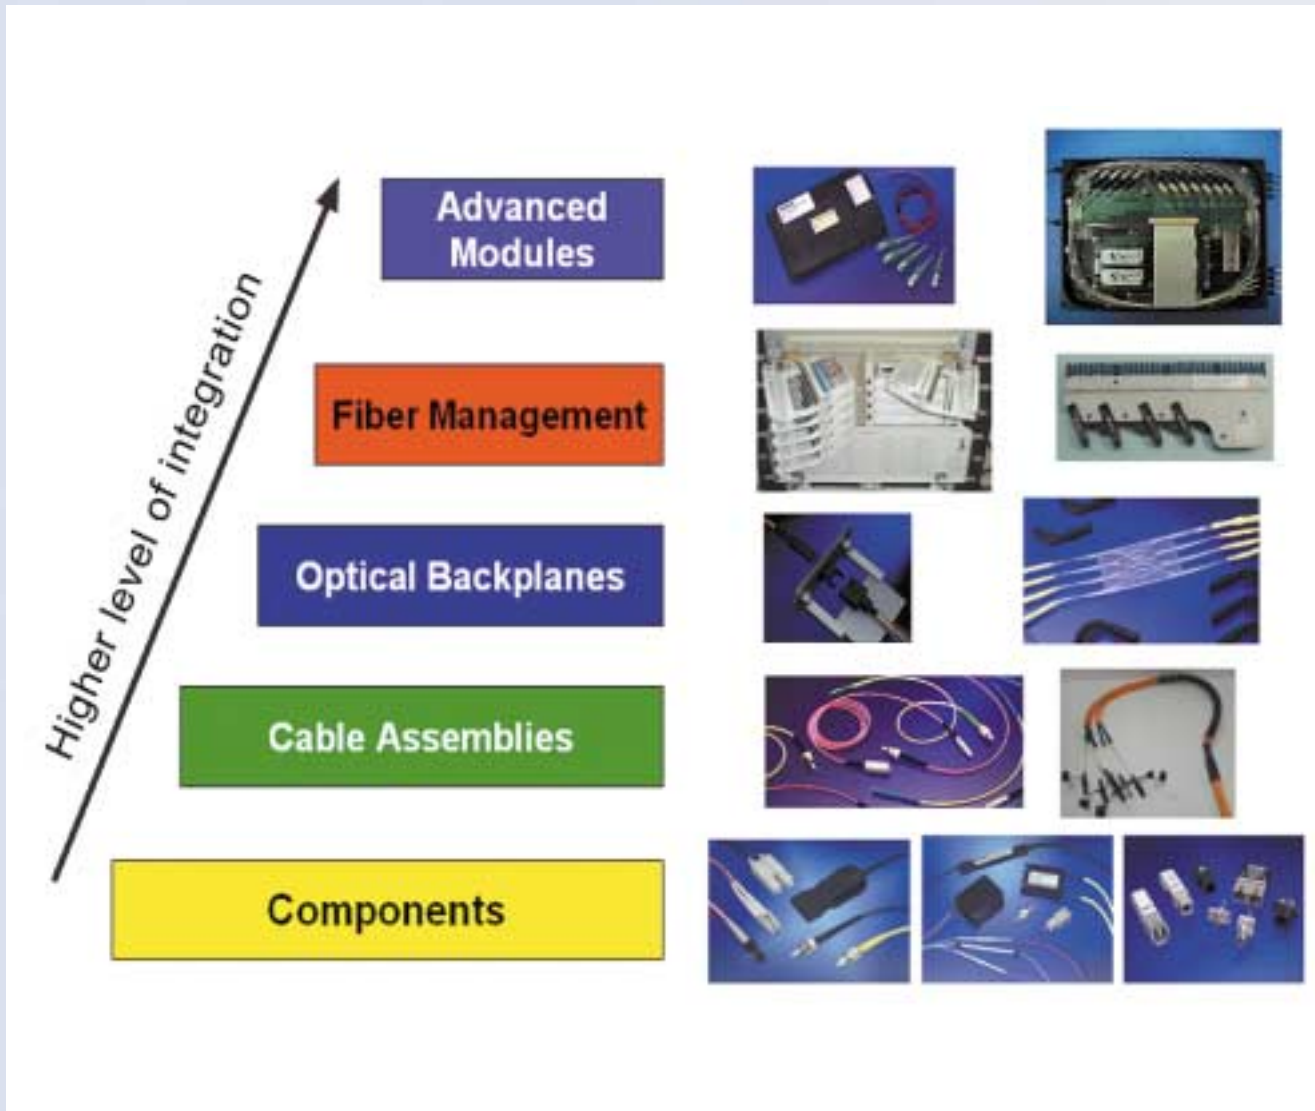 Higher level of integration
Advanced
Modules
Fiber Management
Optical Backplanes
Cable Assemblies
Components